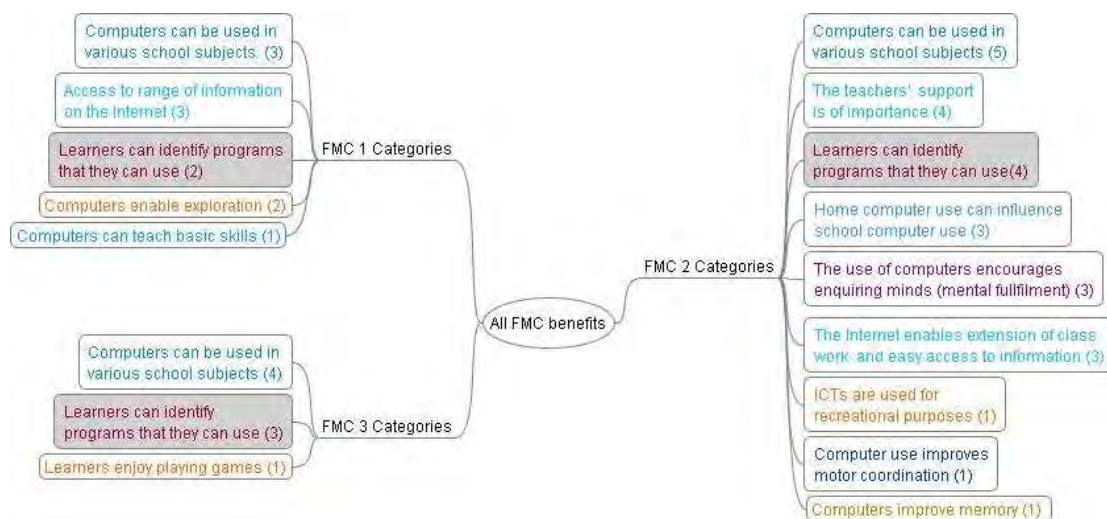 Computers can be used in
various school subjects (3)
Access to range of information
on the Internet (3)
FMC 1 Categories
Learners can identify programs
that they can use (2)
Computers enable exploration (2)
Computers can teach basic skills (1)
Computers can be used in
various school subjects (4)
Learners can identify
programs that they can use (3)
FMC 3 Categories
Learners enjoy playing games (1)
All FMC benefits
FMC 2 Categories
Computers can be used in
various school subjects (5)
The teachers' support
is of importance (4)
Learners can identify
programs that they can use(4)
Home computer use can influence
school computer use (3)
The use of computers encourages
enquiring minds (mental fullfilment) (3)
The Internet enables extension of class
work and easy access to information (3)
ICTs are used for
recreational purposes (1)
Computer use improves
motor coordination (1)
Computers improve memory (1)